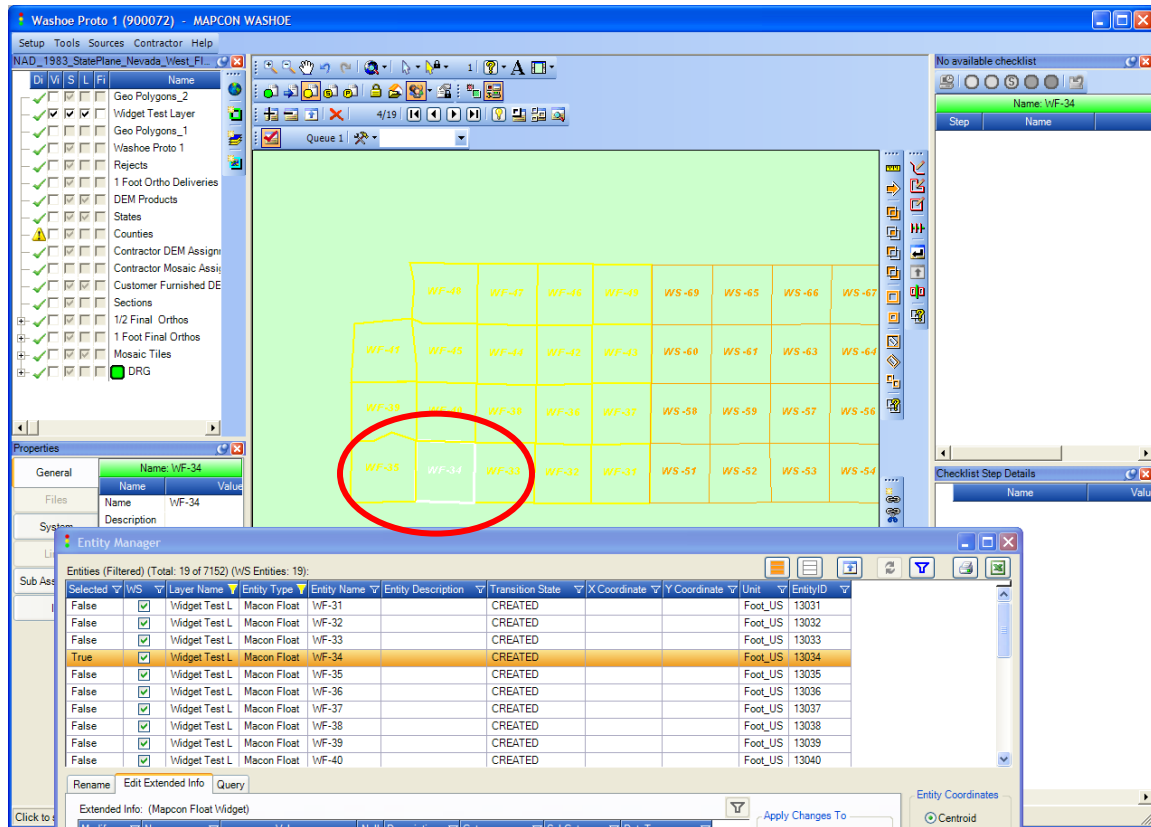 Washoe Proto 1 (900072) - MAPCON WASHOE
Setup Tools Sources Contractor Help
NAD_1983_StatePlane_Nevada_West_Fl...
Di Vi S L Fi Name
Geo Polygons_2
Widget Test Layer
Geo Polygons_1
Washoe Proto 1
Rejects
1 Foot Ortho Deliveries
DEM Products
States
Counties
Contractor DEM Assignm
Contractor Mosaic Assig
Customer Furnished DE
Sections
1/2 Final Orthos
1 Foot Final Orthos
Mosaic Tiles
DRG
1
A
4/19
Queue 1
WS-69 WS-65 WS-66 WS-67
WF-41
WS-60 WS-61 WS-63 WS-64
WS-58 WS-59 WS-57 WS-56
WF-35 WF-34 WF-33 WF-32 WF-31 WS-51 WS-52 WS-53 WS-54
No available checklist
Name: WF-34
Step Name
Checklist Step Details
Name Valu
Properties
General
Files
System
Sub Ass
Name: WF-34
Name Value
Name WF-34
Description
Entity Manager
Entities (Filtered) (Total: 19 of 7152) (WS Entities: 19):
Selected WS Layer Name Entity Type Entity Name Entity Description Transition State X Coordinate Y Coordinate Unit EntityID
False Widget Test L Macon Float WF-31 CREATED Foot_US 13031
False Widget Test L Macon Float WF-32 CREATED Foot_US 13032
False Widget Test L Macon Float WF-33 CREATED Foot_US 13033
True Widget Test L Macon Float WF-34 CREATED Foot_US 13034
False Widget Test L Macon Float WF-35 CREATED Foot_US 13035
False Widget Test L Macon Float WF-36 CREATED Foot_US 13036
False Widget Test L Macon Float WF-37 CREATED Foot_US 13037
False Widget Test L Macon Float WF-38 CREATED Foot_US 13038
False Widget Test L Macon Float WF-39 CREATED Foot_US 13039
False Widget Test L Macon Float WF-40 CREATED Foot_US 13040
Rename Edit Extended Info Query
Extended Info: (Mapcon Float Widget)
Apply Changes To
Entity Coordinates
Centroid
Click to s